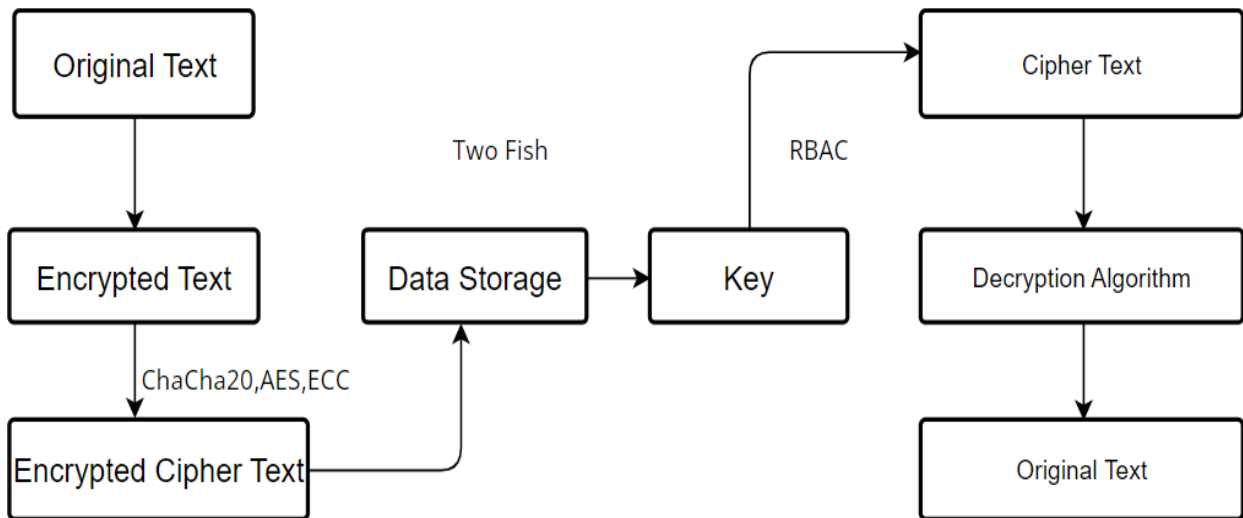 Original Text
Encrypted Text
ChaCha20,AES,ECC
Encrypted Cipher Text
Two Fish
Data Storage
Key
RBAC
Cipher Text
Decryption Algorithm
Original Text